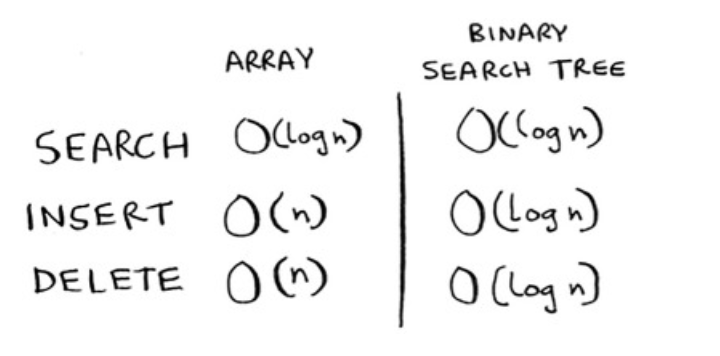 ARRAY BINARY
SEARCH TREE
SEARCH O(log n) O(log n)
INSERT O(n) O(log n)
DELETE O(n) O(log n)